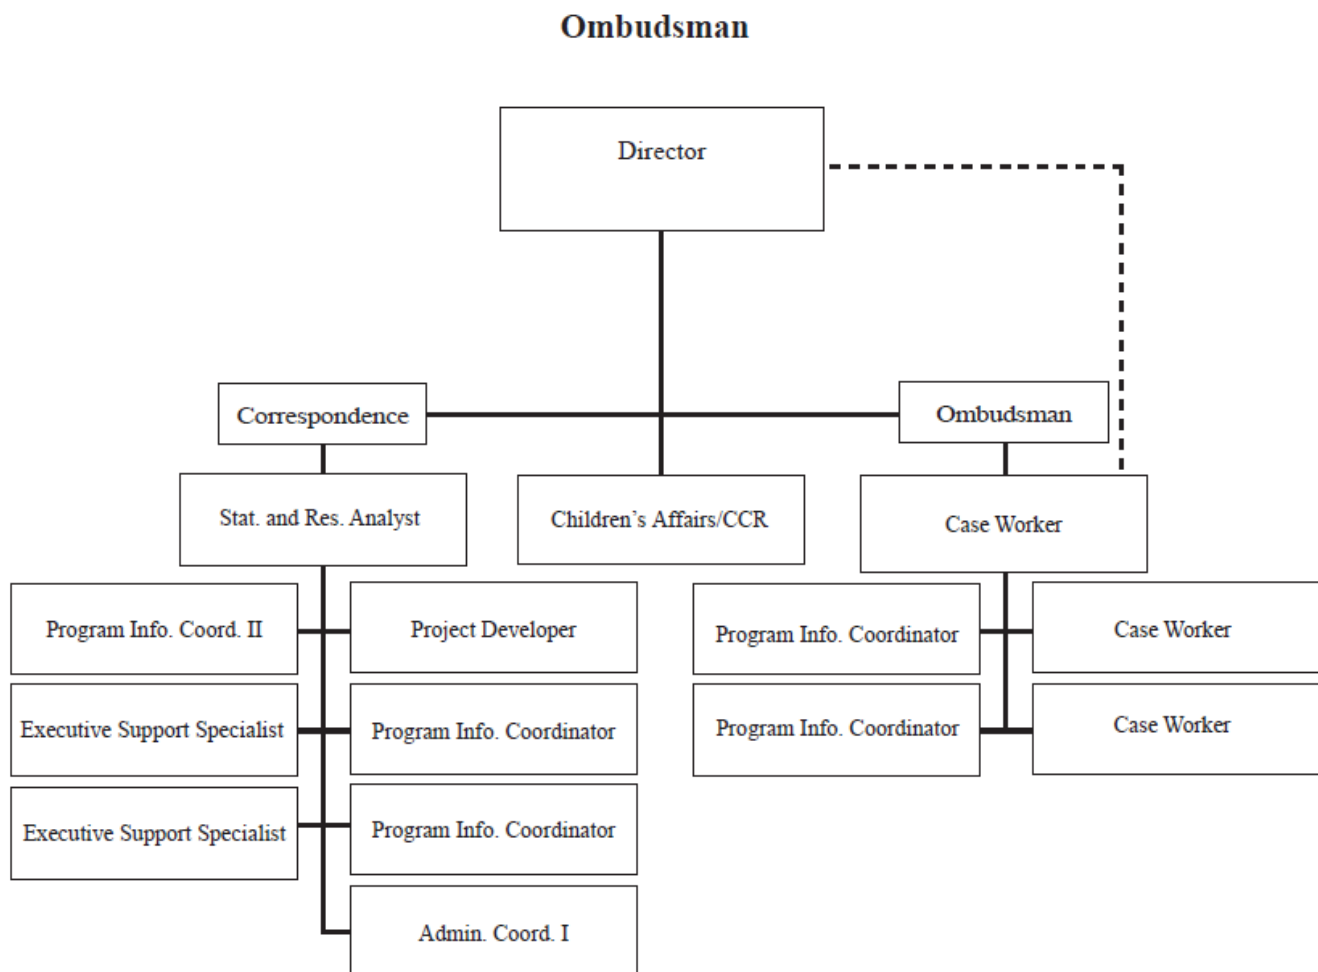 Ombudsman
Director
Correspondence
Ombudsman
Stat. and Res. Analyst
Children’s Affairs/CCR
Case Worker
Program Info. Coord. II
Project Developer
Program Info. Coordinator
Case Worker
Executive Support Specialist
Program Info. Coordinator
Program Info. Coordinator
Case Worker
Executive Support Specialist
Program Info. Coordinator
Admin. Coord. I